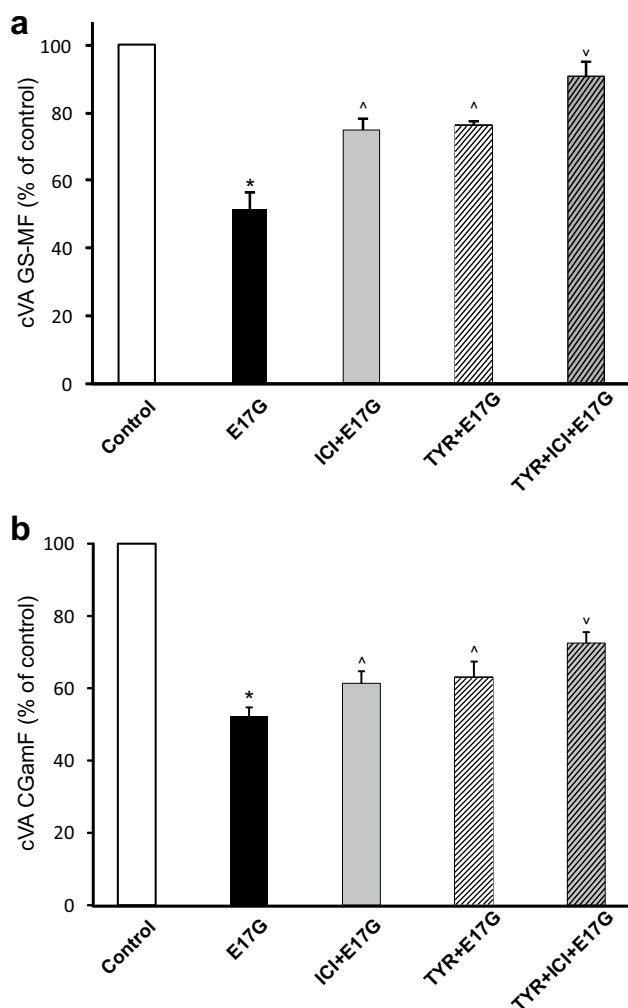 a
cVA GS-MF (% of control)
100
80
60
40
20
0
*
^
^
v
Control
E17G
ICI+E17G
TYR+E17G
TYR+ICI+E17G
b
cVA CGamF (% of control)
100
80
60
40
20
0
*
^
^
v
Control
E17G
ICI+E17G
TYR+E17G
TYR+ICI+E17G